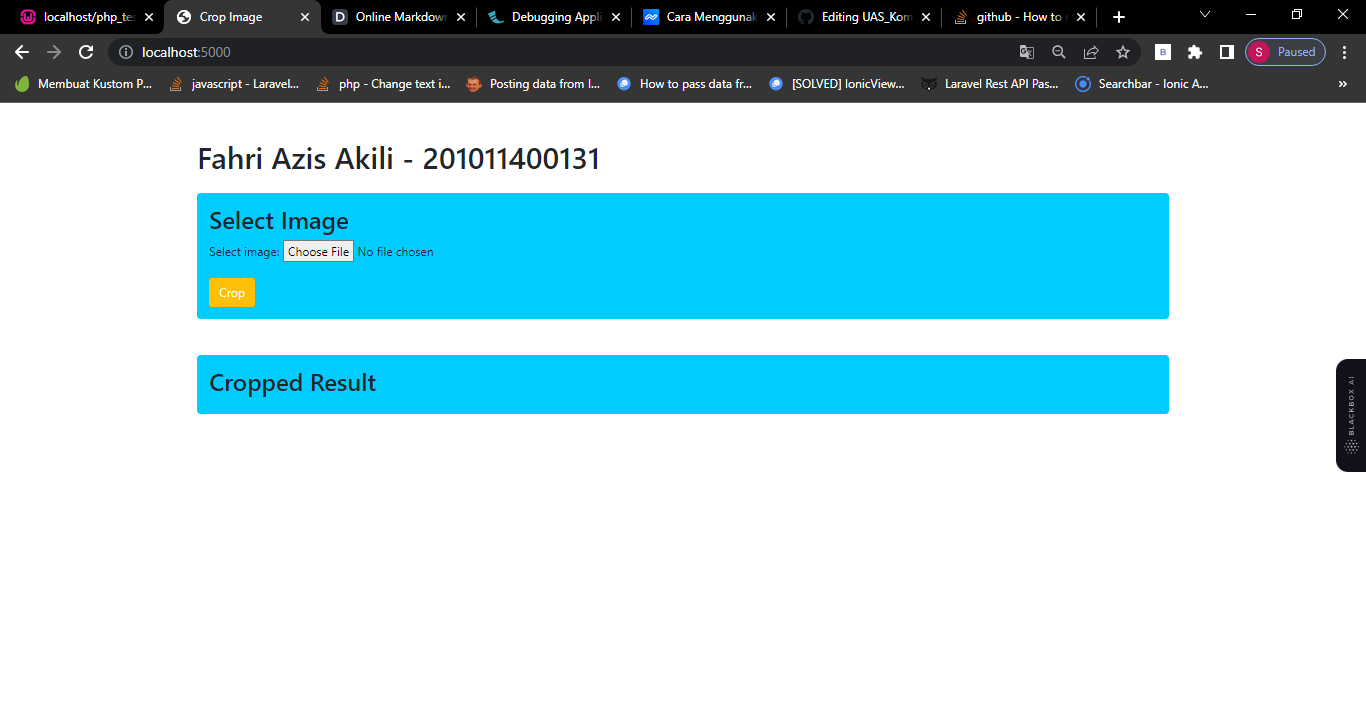 localhost/php_tes
Crop Image
Online Markdown
Debugging Appli
Cara Menggunak
Editing UAS_Kom
github - How to r
localhost:5000
S Paused
Membuat Kustom P...
javascript - Laravel...
php - Change text i...
Posting data from I...
How to pass data fr...
[SOLVED] IonicView...
Laravel Rest API Pas...
Searchbar - Ionic A...
Fahri Azis Akili - 201011400131
Select Image
Select image: Choose File No file chosen
Crop
Cropped Result
BLACKBOX AI